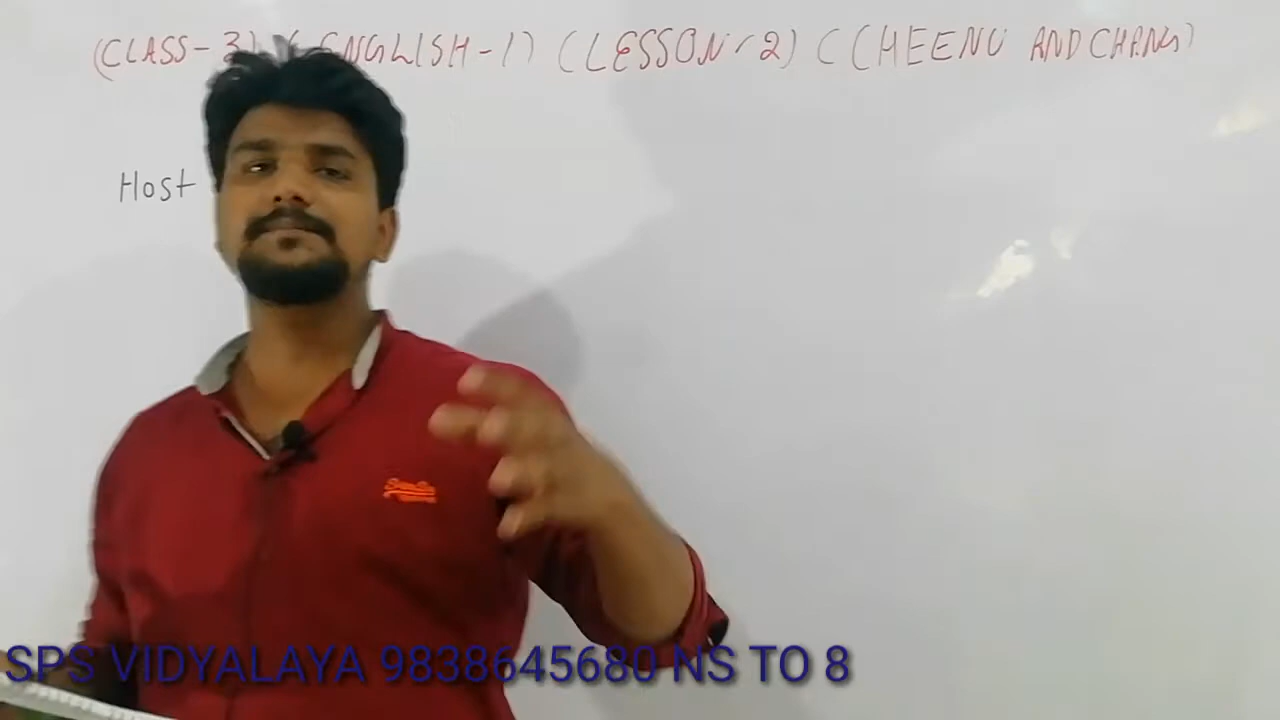 (CLASS-3) (ENGLISH-1) (LESSON-2) (CHEENU AND CHANG)
Host
SPS VIDYALAYA 9838645680 NS TO 8